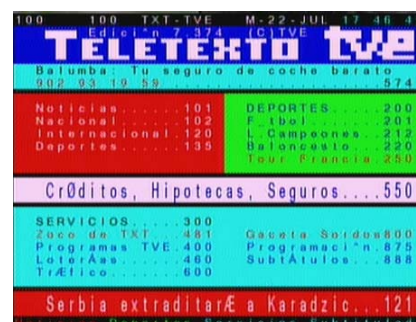 100 100 TXT-TVE M-22-JUL 17 46 4
Edici^n 7.374 (C)TVE
TELETEXTO tve
Balumba: Tu seguro de coche barato
902 93 19 59......................574
Noticias......101
Nacional......102
Internacional.120
Deportes......135
DEPORTES.....200
F_tbol.......201
L.Campeones..212
Baloncesto...220
Tour Francia.250
CrØditos, Hipotecas, Seguros....550
SERVICIOS......300
Zoco de TXT....481
Programas TVE.400
LoterÆas......460
TrÆfico.......600
Gaceta Sordos800
Programaci^n.875
SubtÆtulos...888
Serbia extraditarÆ a Karadzic...121